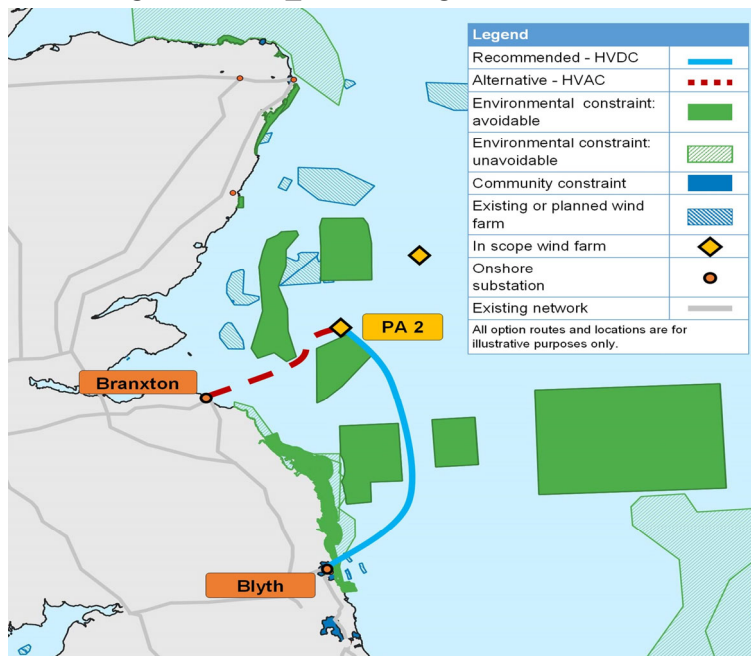 Legend
Recommended - HVDC
Alternative - HVAC
Environmental constraint:
avoidable
Environmental constraint:
unavoidable
Community constraint
Existing or planned wind
farm
In scope wind farm
Onshore
substation
Existing network
All option routes and locations are for
illustrative purposes only.
PA 2
Branxton
Blyth